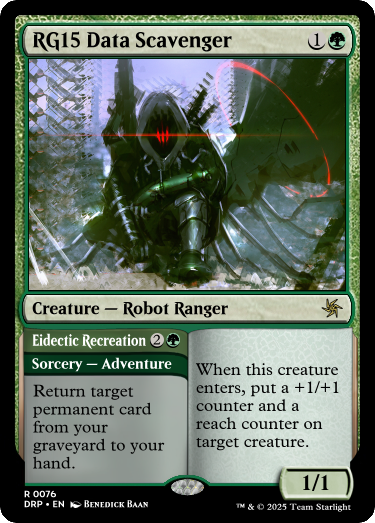 RG15 Data Scavenger 1
Creature — Robot Ranger
Eidectic Recreation 2
Sorcery — Adventure
Return target
permanent card
from your
graveyard to your
hand.
When this creature
enters, put a +1/+1
counter and a
reach counter on
target creature.
1/1
R 0076
DRP • EN Benedick Baan
™ & © 2025 Team Starlight